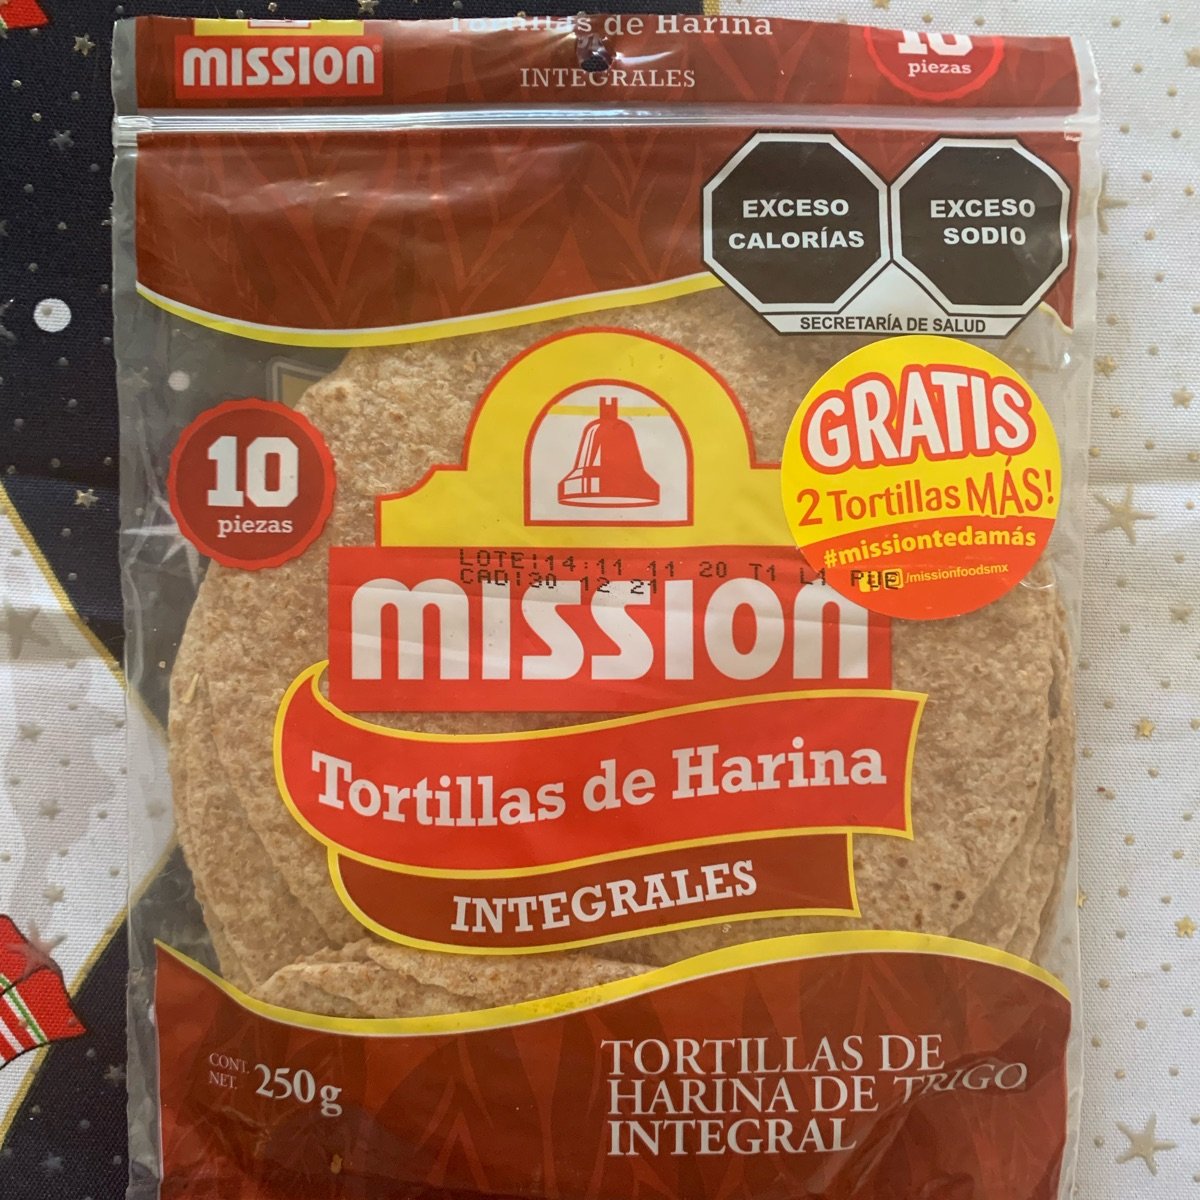 MISSION
Tortillas de Harina
INTEGRALES
10
piezas
EXCESO
CALORÍAS
EXCESO
SODIO
SECRETARÍA DE SALUD
10
piezas
GRATIS
2 Tortillas MÁS!
#missiontedamás
/missionfoodsmx
LOTE:14:11 11 20 T1 L1
CAD:30 12 21
MISSION
Tortillas de Harina
INTEGRALES
CONT.
NET. 250g
TORTILLAS DE
HARINA DE TRIGO
INTEGRAL